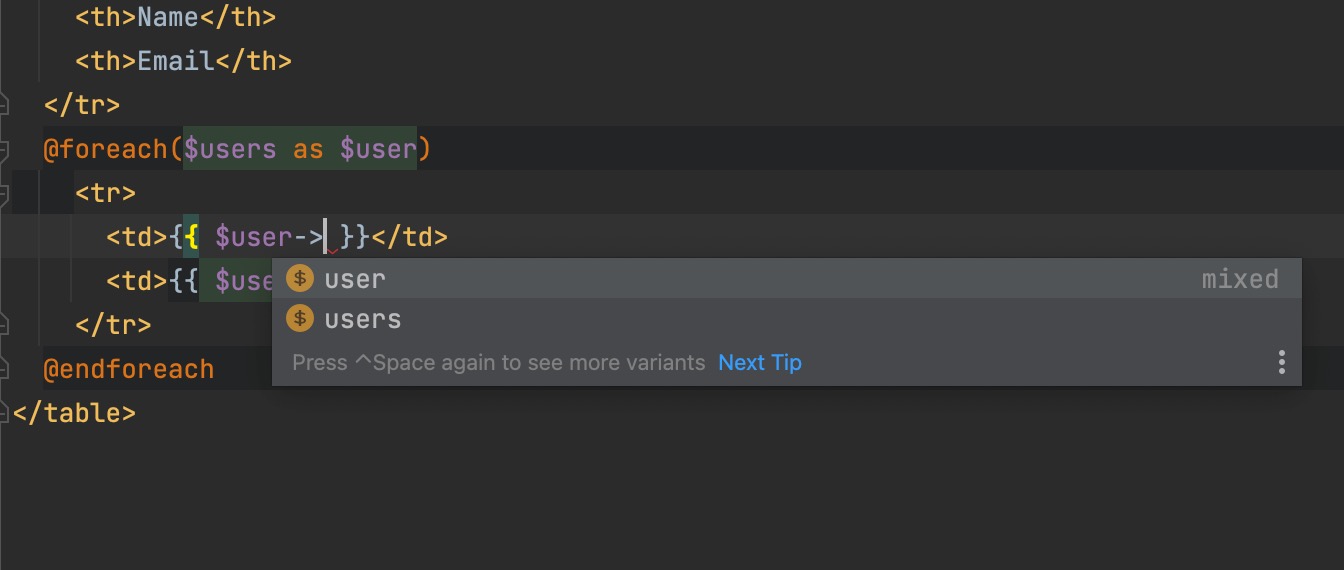 <th>Name</th>
<th>Email</th>
</tr>
@foreach($users as $user)
<tr>
<td>{{ $user-> }}</td>
<td>{{ $use
user mixed
users
</tr>
Press ^Space again to see more variants Next Tip
@endforeach
</table>